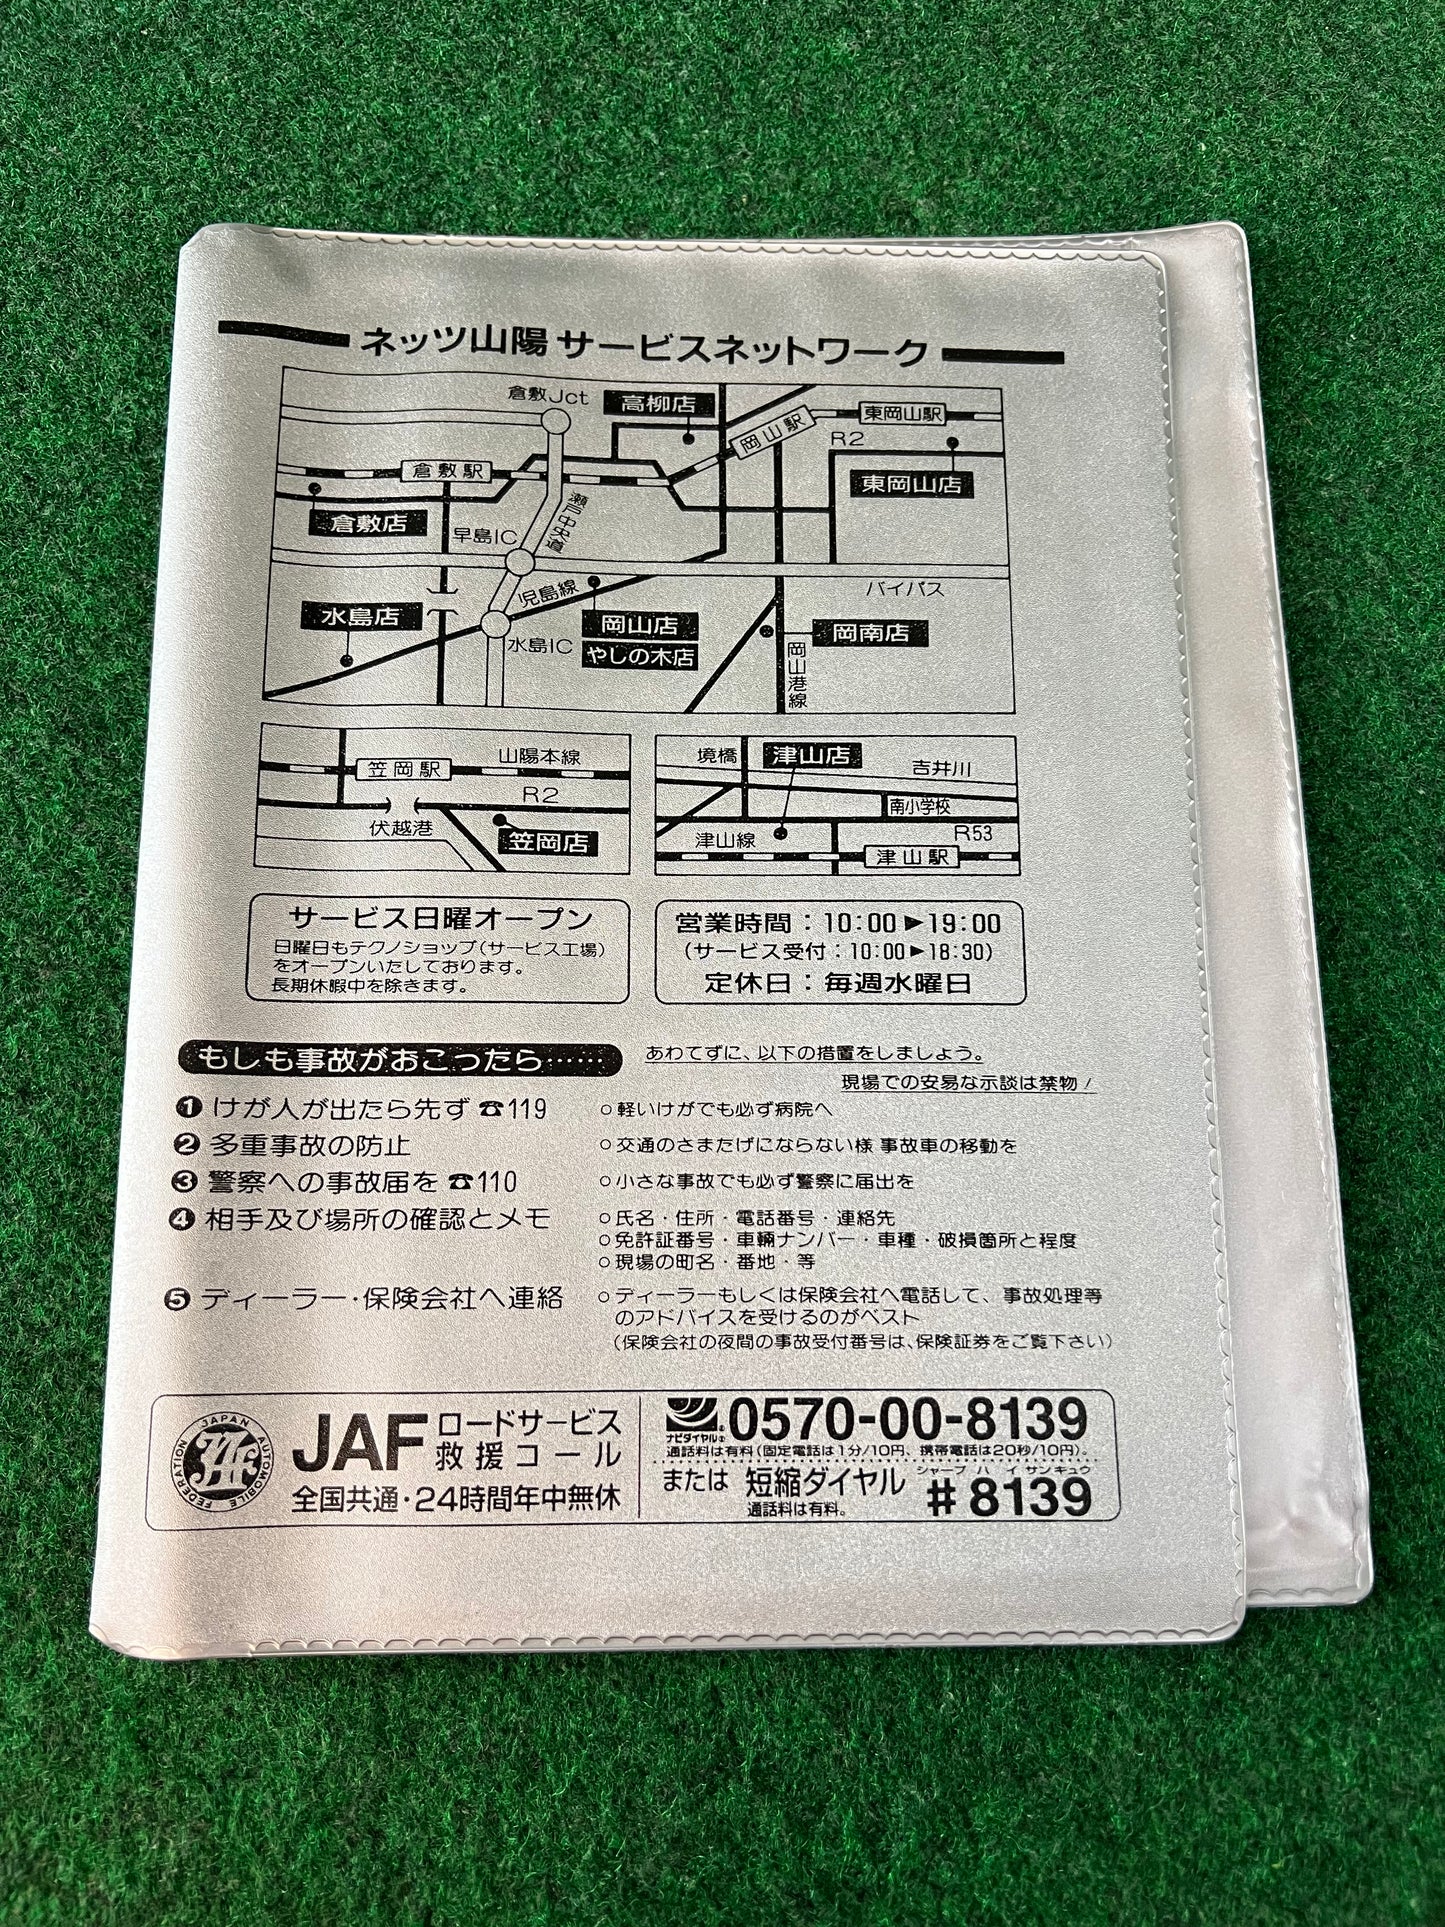 ネッツ山陽 サービスネットワーク
倉敷Jct
高柳店
岡山駅
東岡山駅
R2
倉敷駅
東岡山店
倉敷店
瀬戸中央道
早島IC
児島線
バイパス
水島店
岡山店
岡南店
水島IC
やしの木店
岡山港線
山陽本線
笠岡駅
R2
伏越港
笠岡店
境橋
津山店
吉井川
南小学校
津山線
R53
津山駅
サービス日曜オープン
日曜日もテクノショップ(サービス工場)
をオープンいたしております。
長期休暇中を除きます。
営業時間：10:00▶19:00
(サービス受付：10:00▶18:30)
定休日：毎週水曜日
もしも事故がおこったら……
あわてずに、以下の措置をしましょう。
現場での安易な示談は禁物！
❶ けが人が出たら先ず ☎119
○軽いけがでも必ず病院へ
❷ 多重事故の防止
○交通のさまたげにならない様 事故車の移動を
❸ 警察への事故届を ☎110
○小さな事故でも必ず警察に届出を
❹ 相手及び場所の確認とメモ
○氏名・住所・電話番号・連絡先
○免許証番号・車輛ナンバー・車種・破損箇所と程度
○現場の町名・番地・等
❺ ディーラー・保険会社へ連絡
○ディーラーもしくは保険会社へ電話して、事故処理等
のアドバイスを受けるのがベスト
(保険会社の夜間の事故受付番号は、保険証券をご覧下さい)
JAPAN AUTOMOBILE FEDERATION
JAF
JAF ロードサービス
救援コール
全国共通・24時間年中無休
ナビダイヤル
0570-00-8139
通話料は有料(固定電話は1分/10円、携帯電話は20秒/10円)。
または 短縮ダイヤル
通話料は有料。
シャープ ハ イ サンキュウ
#8139